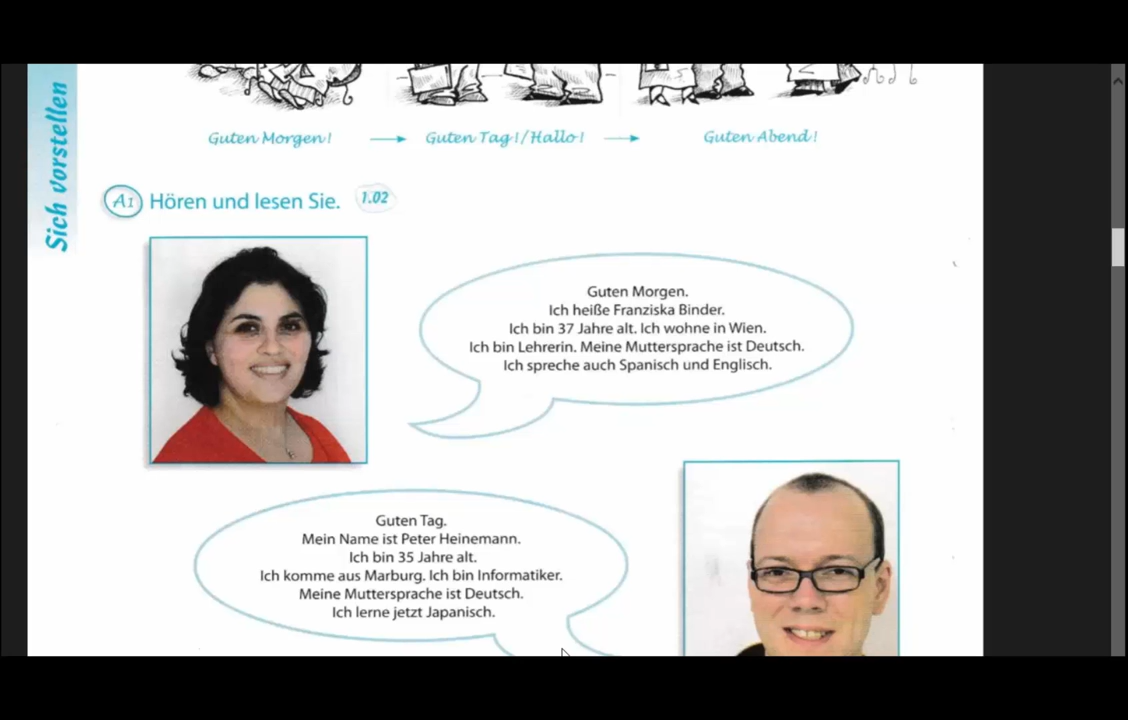 Sich vorstellen
Guten Morgen! → Guten Tag!/Hallo! → Guten Abend!
A1 Hören und lesen Sie. 1.02
Guten Morgen.
Ich heiße Franziska Binder.
Ich bin 37 Jahre alt. Ich wohne in Wien.
Ich bin Lehrerin. Meine Muttersprache ist Deutsch.
Ich spreche auch Spanisch und Englisch.
Guten Tag.
Mein Name ist Peter Heinemann.
Ich bin 35 Jahre alt.
Ich komme aus Marburg. Ich bin Informatiker.
Meine Muttersprache ist Deutsch.
Ich lerne jetzt Japanisch.